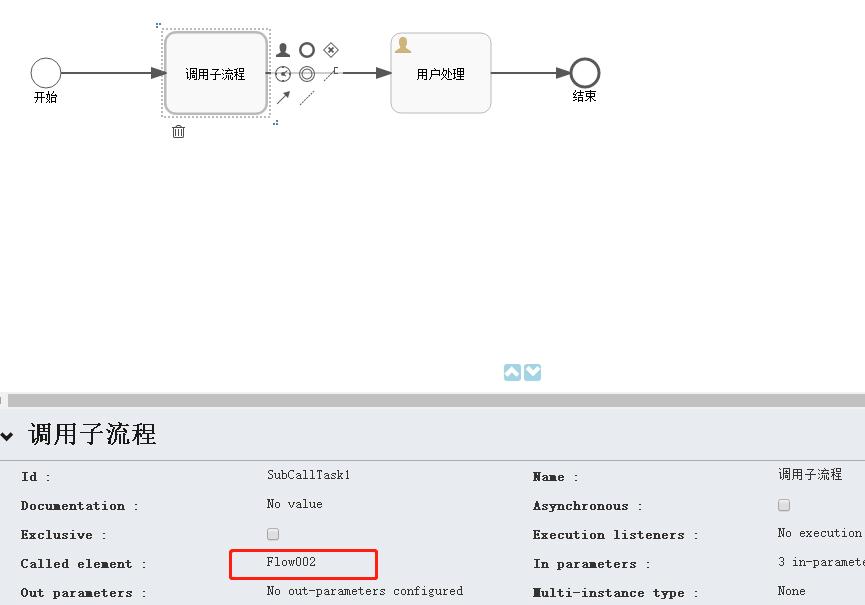 调用子流程
用户处理
开始
结束
调用子流程
Id :
SubCallTask1
Name :
调用子流程
Documentation :
No value
Asynchronous :
Exclusive :
Execution listeners :
No execution
Called element :
Flow002
In parameters :
3 in-paramete
Out parameters :
No out-parameters configured
Multi-instance type :
None